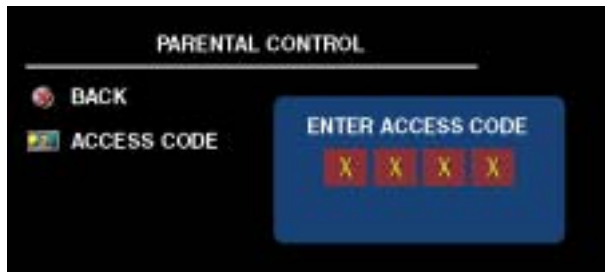 PARENTAL CONTROL
BACK
ACCESS CODE
ENTER ACCESS CODE
X X X X